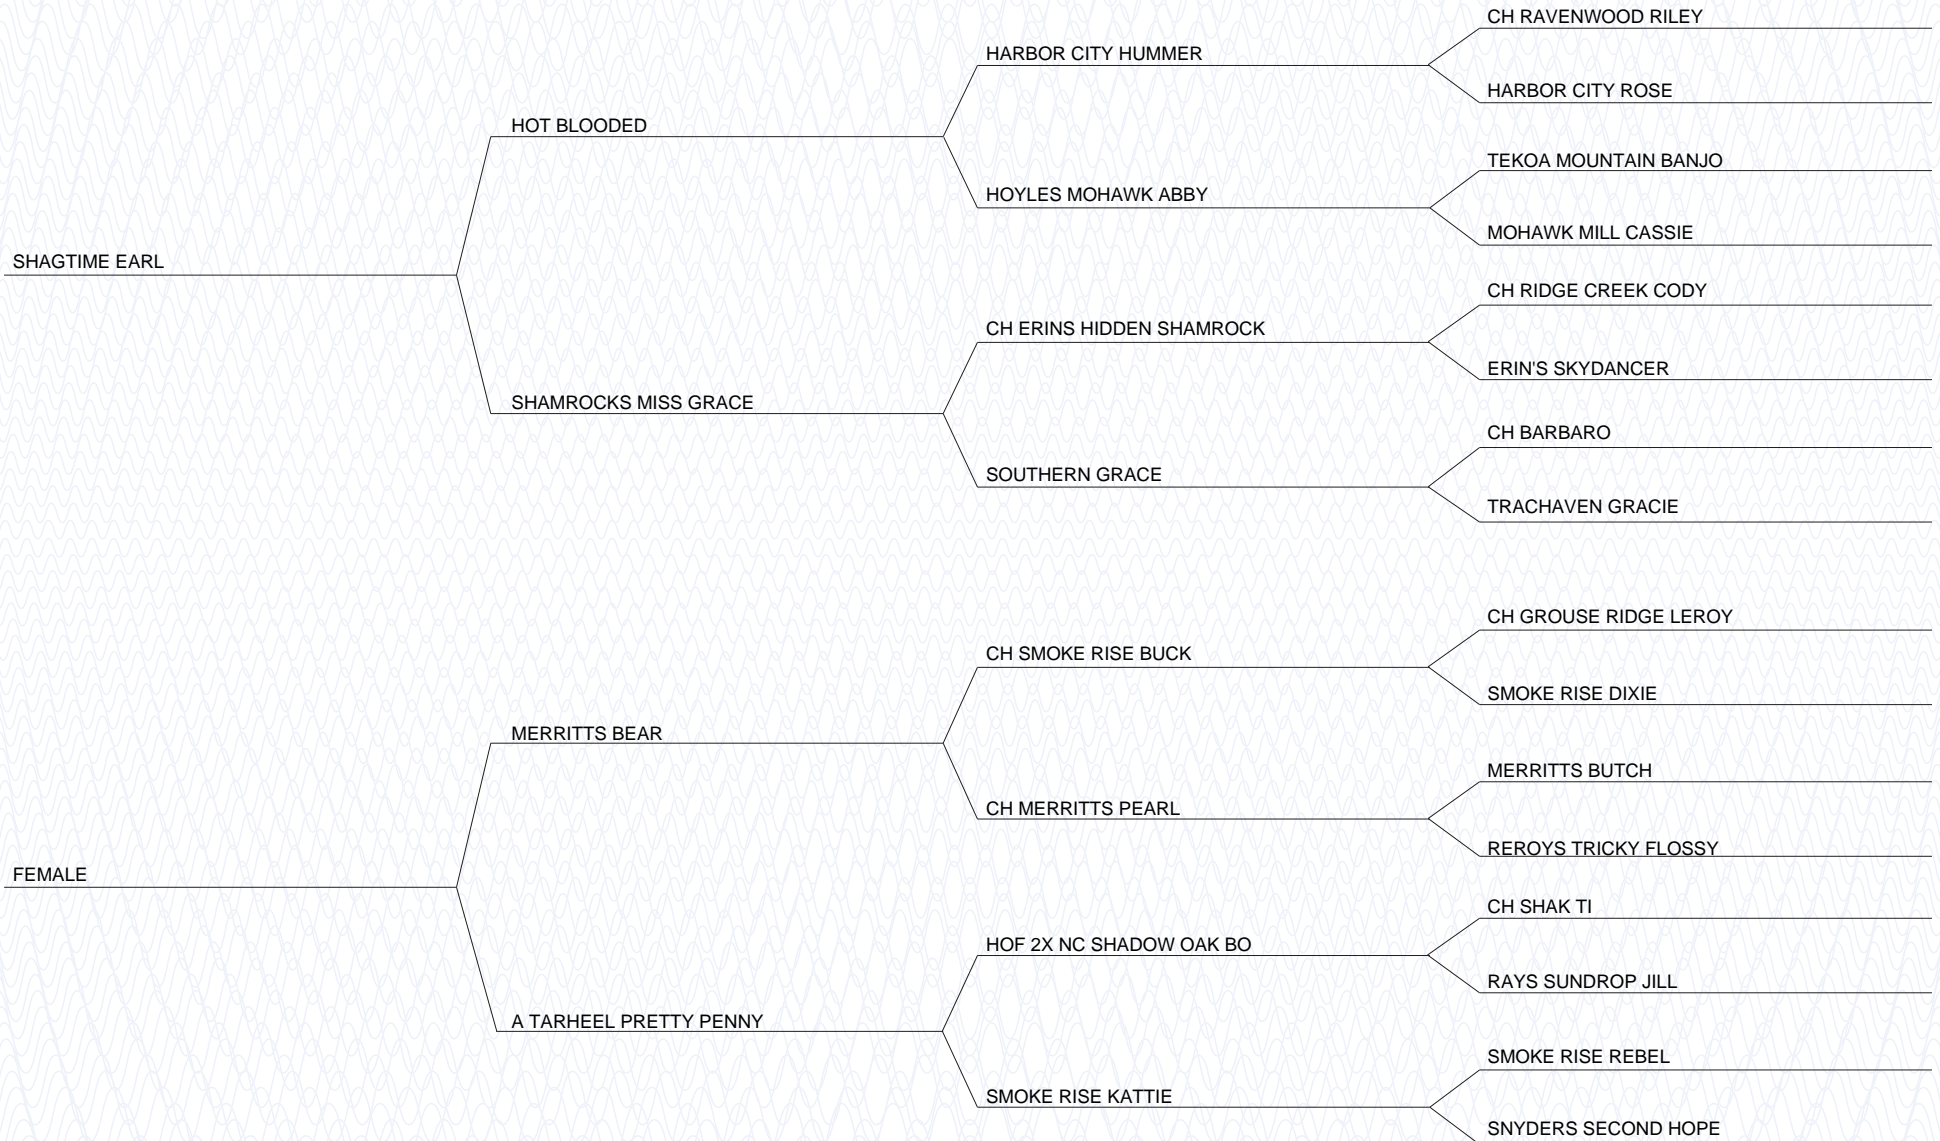 CH RAVENWOOD RILEY
HARBOR CITY HUMMER
HARBOR CITY ROSE
HOT BLOODED
TEKOA MOUNTAIN BANJO
HOYLES MOHAWK ABBY
MOHAWK MILL CASSIE
SHAGTIME EARL
CH RIDGE CREEK CODY
CH ERINS HIDDEN SHAMROCK
ERIN'S SKYDANCER
SHAMROCKS MISS GRACE
CH BARBARO
SOUTHERN GRACE
TRACHAVEN GRACIE
CH GROUSE RIDGE LEROY
CH SMOKE RISE BUCK
SMOKE RISE DIXIE
MERRITTS BEAR
MERRITTS BUTCH
CH MERRITTS PEARL
REROYS TRICKY FLOSSY
FEMALE
CH SHAK TI
HOF 2X NC SHADOW OAK BO
RAYS SUNDROP JILL
A TARHEEL PRETTY PENNY
SMOKE RISE REBEL
SMOKE RISE KATTIE
SNYDERS SECOND HOPE